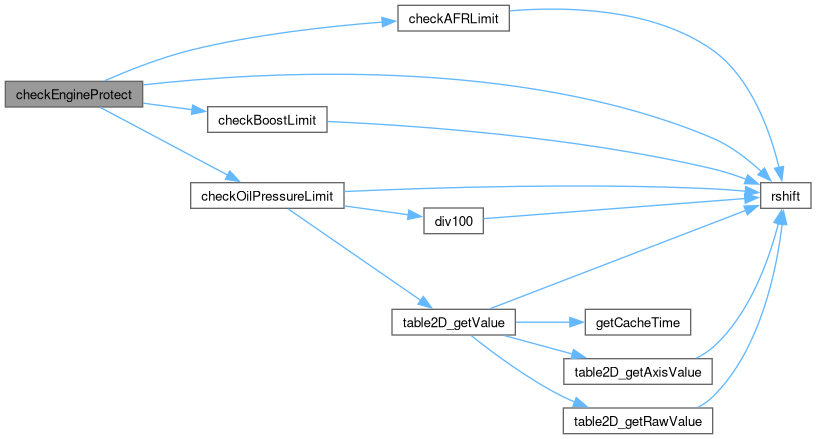 checkAFRLimit
checkEngineProtect
checkBoostLimit
checkOilPressureLimit
rshift
div100
table2D_getValue
getCacheTime
table2D_getAxisValue
table2D_getRawValue